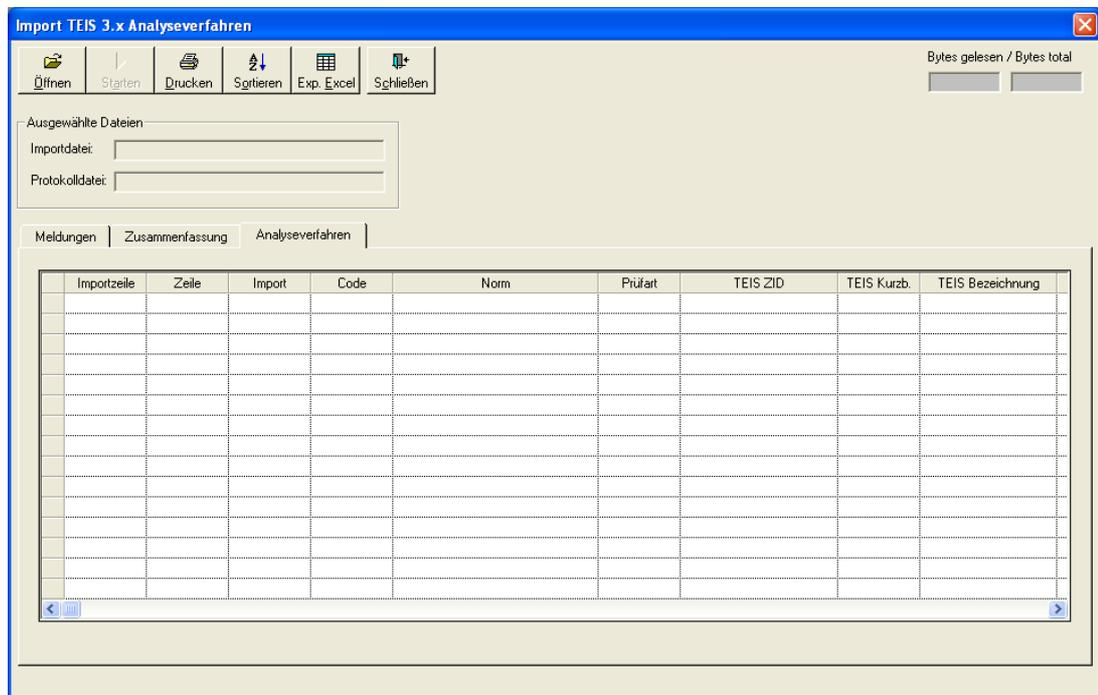 Import TEIS 3.x Analyseverfahren
Öffnen Starten Drucken Sortieren Exp. Excel Schließen
Bytes gelesen / Bytes total
Ausgewählte Dateien
Importdatei:
Protokolldatei:
Meldungen Zusammenfassung Analyseverfahren
Importzeile Zeile Import Code Norm Prüfart TEIS ZID TEIS Kurzb. TEIS Bezeichnung